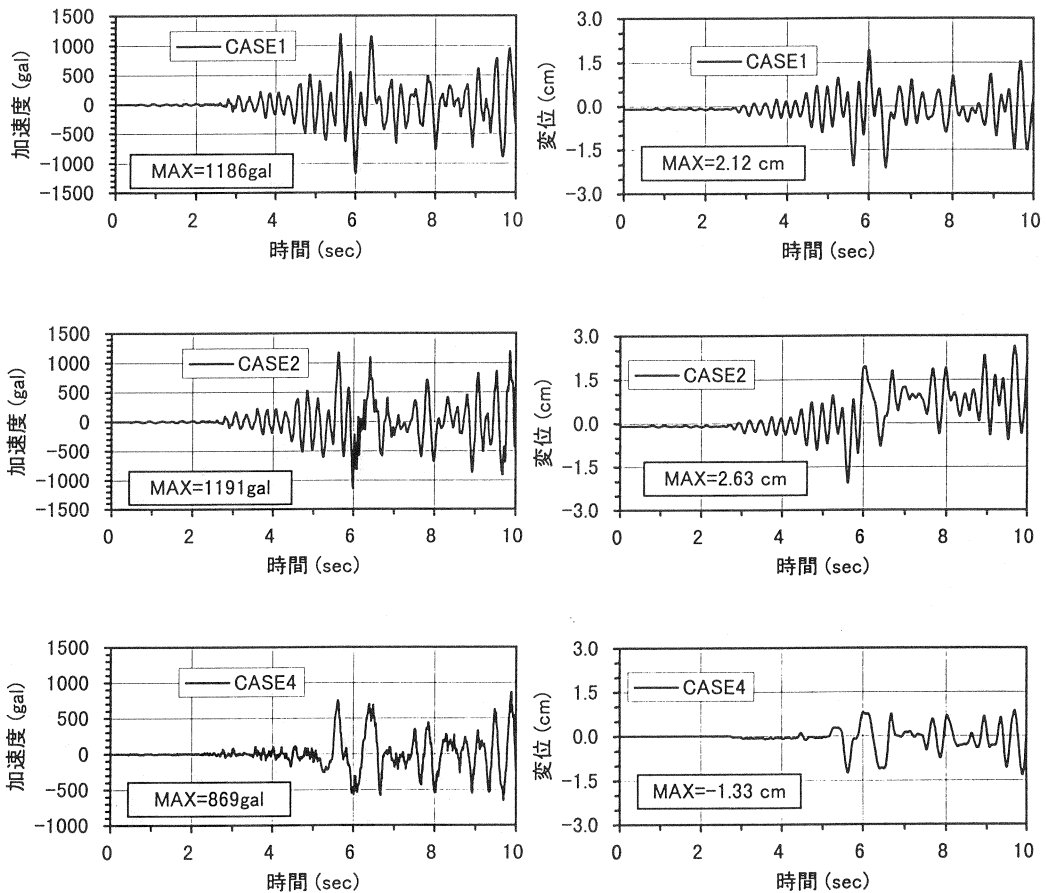 加速度 (gal)
1500
1000
500
0
-500
-1000
-1500
CASE1
MAX=1186gal
0 2 4 6 8 10
時間 (sec)
変位 (cm)
3.0
1.5
0.0
-1.5
-3.0
CASE1
MAX=2.12 cm
0 2 4 6 8 10
時間 (sec)
加速度 (gal)
1500
1000
500
0
-500
-1000
-1500
CASE2
MAX=1191gal
0 2 4 6 8 10
時間 (sec)
変位 (cm)
3.0
1.5
0.0
-1.5
-3.0
CASE2
MAX=2.63 cm
0 2 4 6 8 10
時間 (sec)
加速度 (gal)
1500
1000
500
0
-500
-1000
CASE4
MAX=869gal
0 2 4 6 8 10
時間 (sec)
変位 (cm)
3.0
1.5
0.0
-1.5
-3.0
CASE4
MAX=-1.33 cm
0 2 4 6 8 10
時間 (sec)